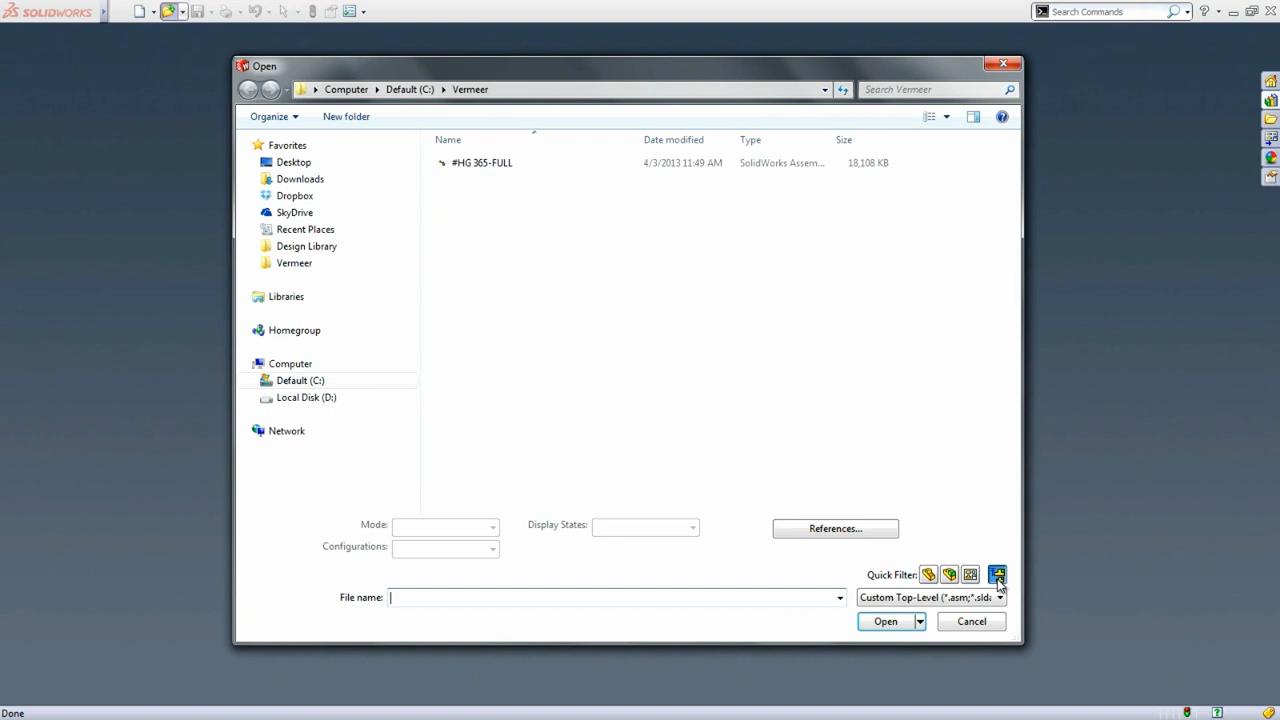 SOLIDWORKS
Search Commands
Open
Computer Default (C:) Vermeer
Search Vermeer
Organize New folder
Favorites
Desktop
Downloads
Dropbox
SkyDrive
Recent Places
Design Library
Vermeer
Libraries
Homegroup
Computer
Default (C:)
Local Disk (D:)
Network
Name Date modified Type Size
#HG 365-FULL 4/3/2013 11:49 AM SolidWorks Assem... 18,108 KB
Mode: Display States: References...
Configurations:
Quick Filter:
File name: Custom Top-Level (*.asm;*.slda
Open Cancel
Done